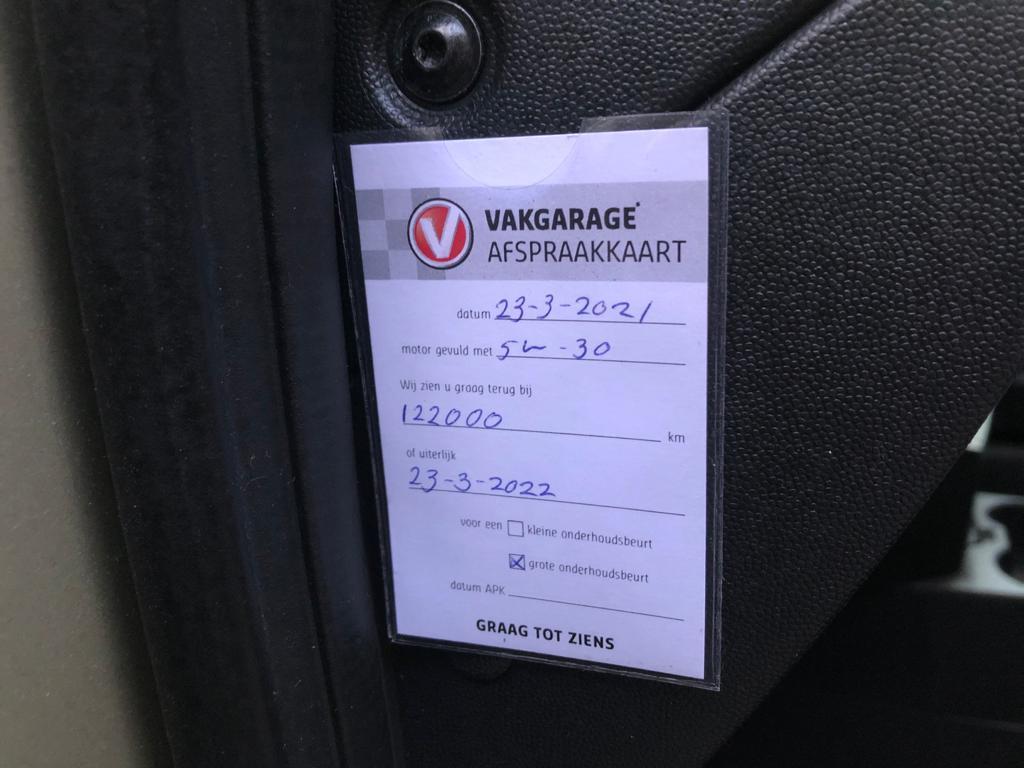 V VAKGARAGE
AFSPRAAKKAART
datum 23-3-2021
motor gevuld met 5W-30
Wij zien u graag terug bij
122000 km
of uiterlijk
23-3-2022
voor een kleine onderhoudsbeurt
grote onderhoudsbeurt
datum APK
GRAAG TOT ZIENS